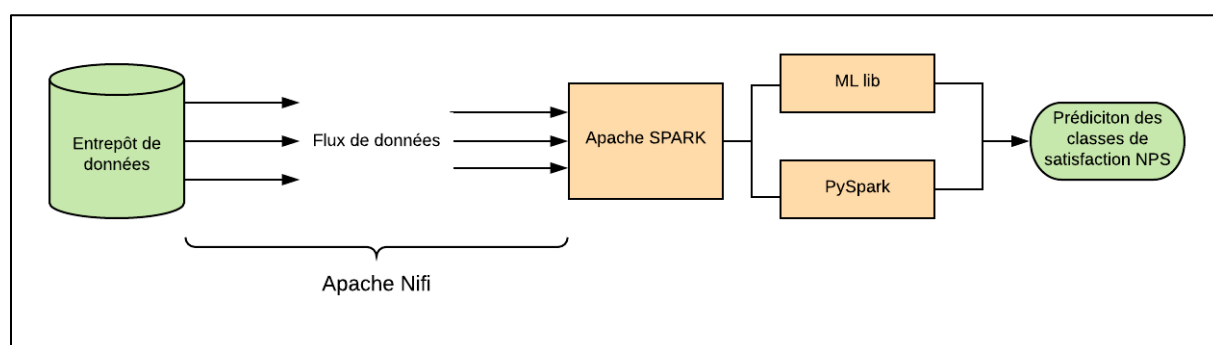 Entrepôt de
données
Flux de données
Apache Nifi
Apache SPARK
ML lib
PySpark
Prédiciton des
classes de
satisfaction NPS